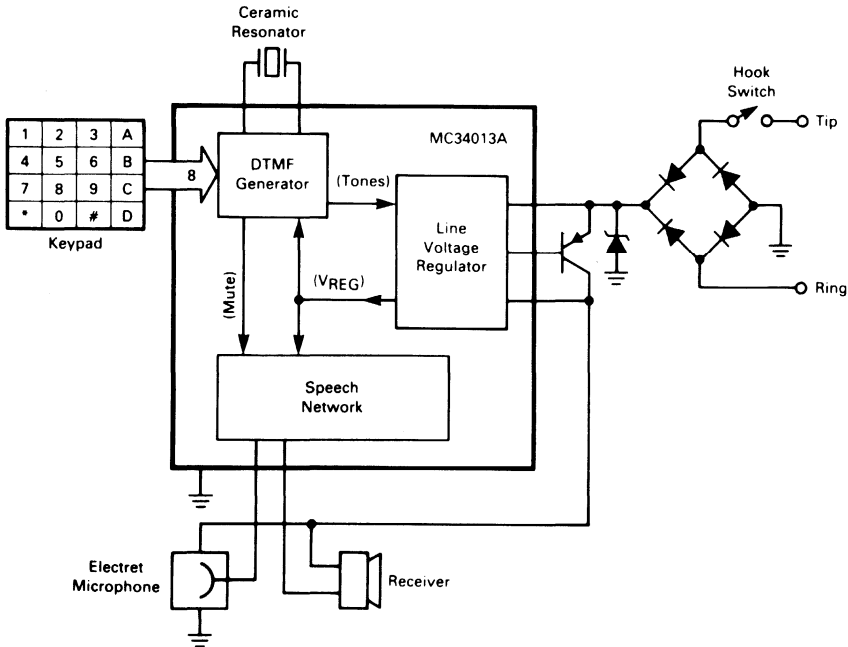 Ceramic
Resonator
Hook
Switch
Tip
MC34013A
1 2 3 A
4 5 6 B
7 8 9 C
* 0 # D
Keypad
8
DTMF
Generator
(Tones)
Line
Voltage
Regulator
(Mute)
(VREG)
Ring
Speech
Network
Electret
Microphone
Receiver